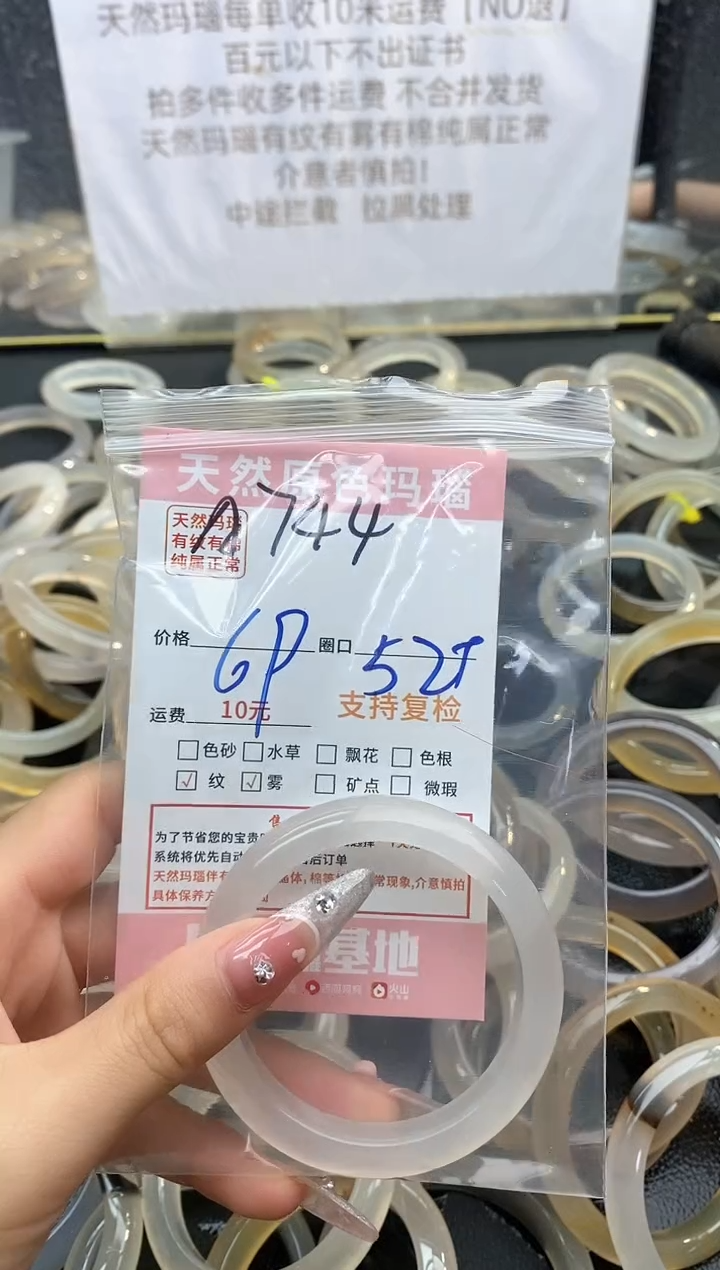 天然玛瑙每单收10米运费【NO退】
百元以下不出证书
拍多件收多件运费 不合并发货
天然玛瑙有纹有雾有棉纯属正常
介意者慎拍!
中途拦截 拉黑处理
天然原色玛瑙
A744
天然玛瑙
有纹有棉
纯属正常
价格 6P 圈口 52
运费 10元 支持复检
色砂 水草 飘花 色根
√ 纹 √ 雾 矿点 微瑕
售
为了节省您的宝贵
系统将优先自动 后订单
天然玛瑙伴有 晶体,棉等 常现象,介意慎拍
具体保养方
基地
火山